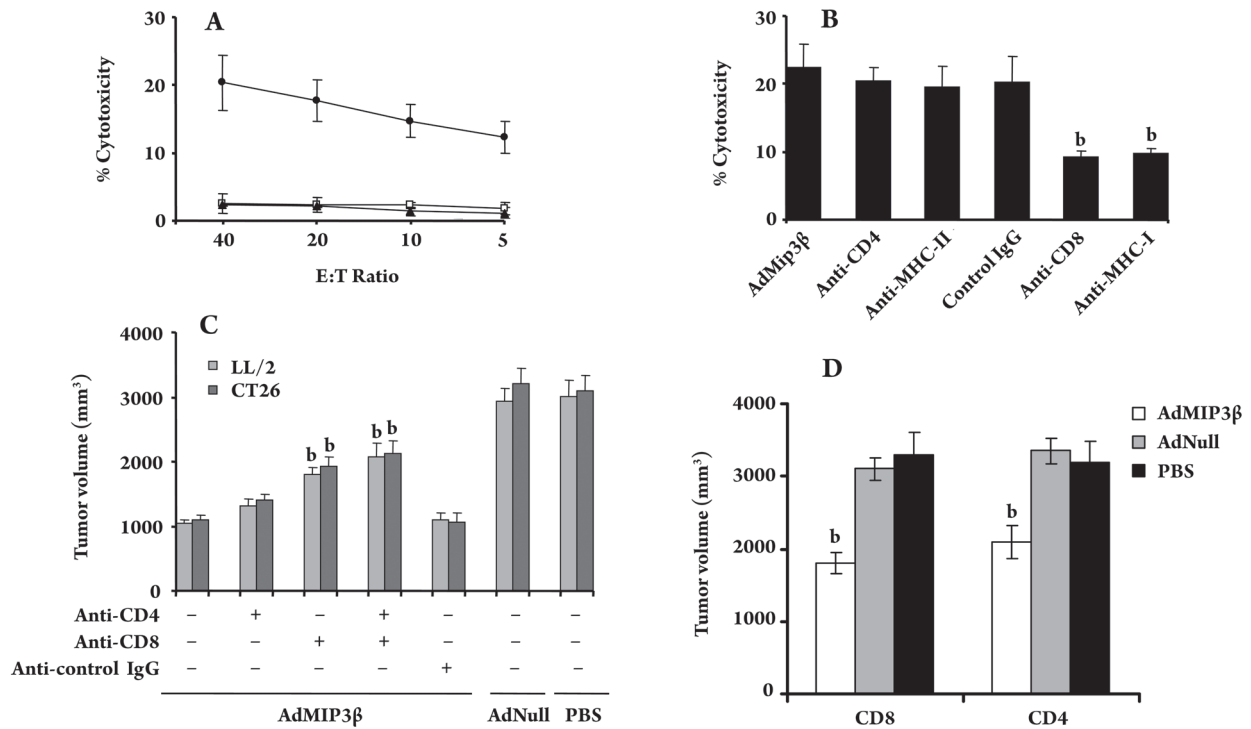 A
% Cytotoxicity
30
20
10
0
40 20 10 5
E:T Ratio
B
% Cytotoxicity
30
20
10
0
b b
AdMip3β
Anti-CD4
Anti-MHC-II
Control IgG
Anti-CD8
Anti-MHC-I
C
Tumor volume (mm³)
4000
3000
2000
1000
0
LL/2
CT26
b b b b
Anti-CD4 – + – + – – –
Anti-CD8 – – + + – – –
Anti-control IgG – – – – + – –
AdMIP3β AdNull PBS
D
Tumor volume (mm³)
4000
3000
2000
1000
0
AdMIP3β
AdNull
PBS
b b
CD8 CD4